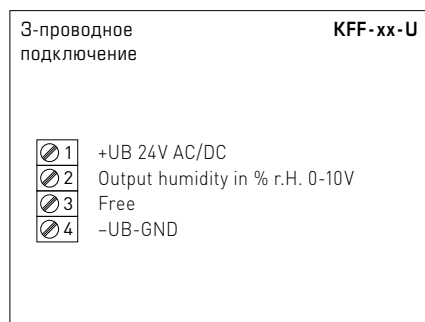 3-проводное
подключение
KFF-xx-U
1 +UB 24V AC/DC
2 Output humidity in % r.H. 0-10V
3 Free
4 –UB-GND